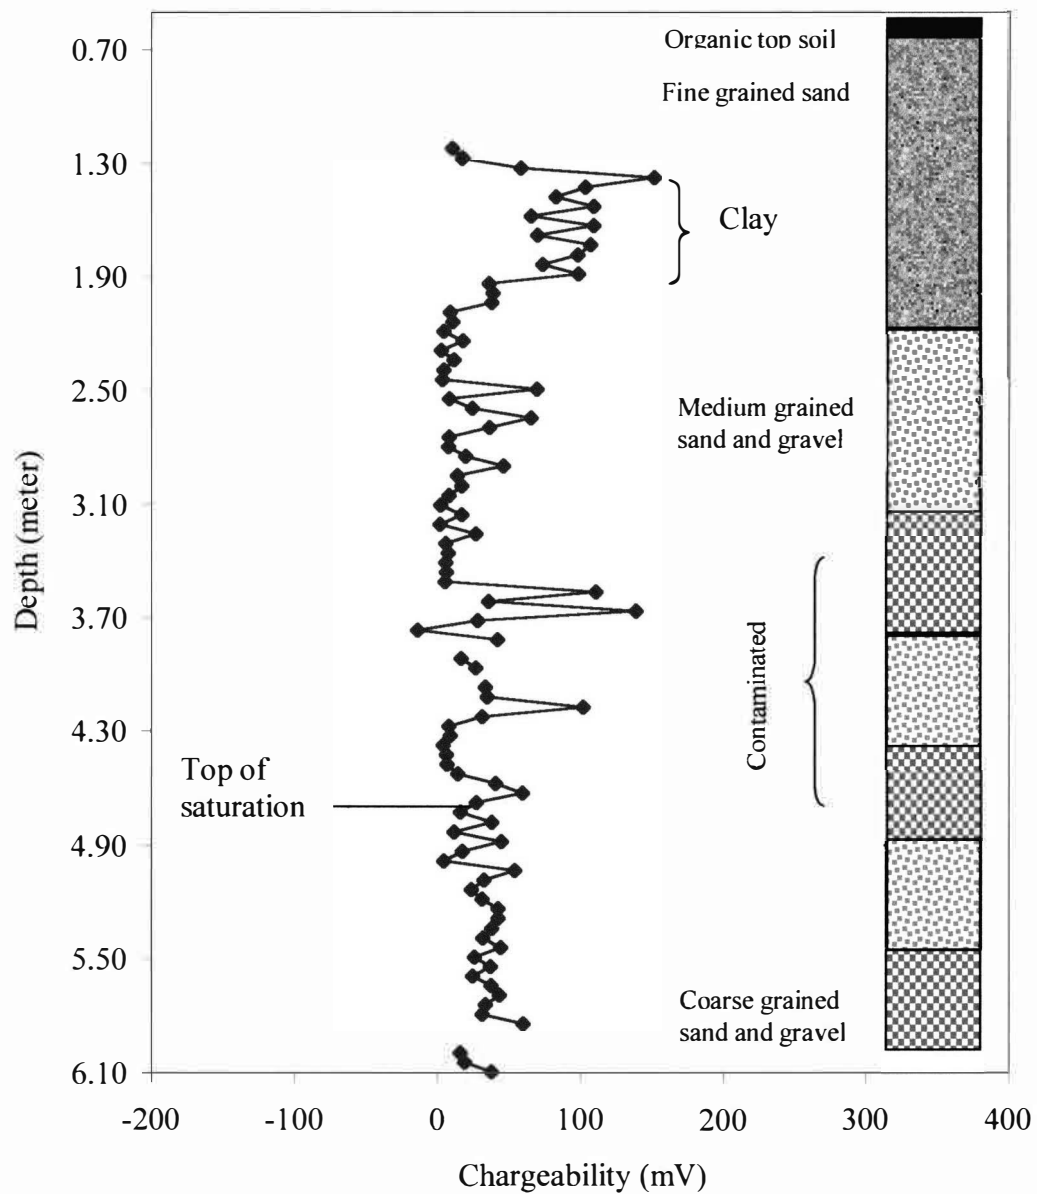 Organic top soil
0.70
Fine grained sand
1.30
Clay
1.90
2.50
Medium grained
sand and gravel
3.10
Depth (meter)
3.70
Contaminated
4.30
Top of
saturation
4.90
5.50
Coarse grained
sand and gravel
6.10
-200 -100 0 100 200 300 400
Chargeability (mV)